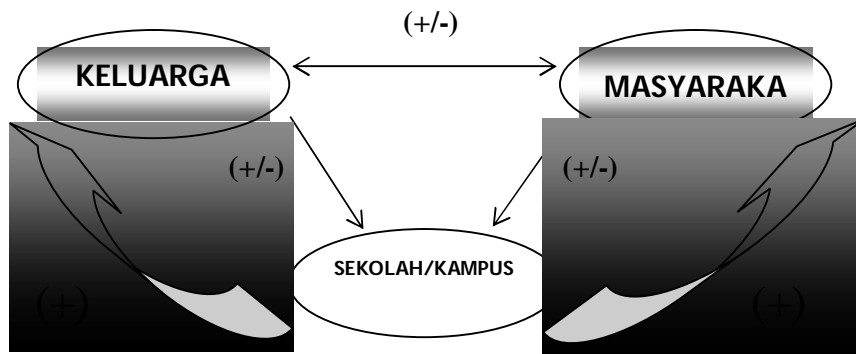 (+/-)
KELUARGA
MASYARAKA
(+/-)
(+/-)
SEKOLAH/KAMPUS
(+)
(+)